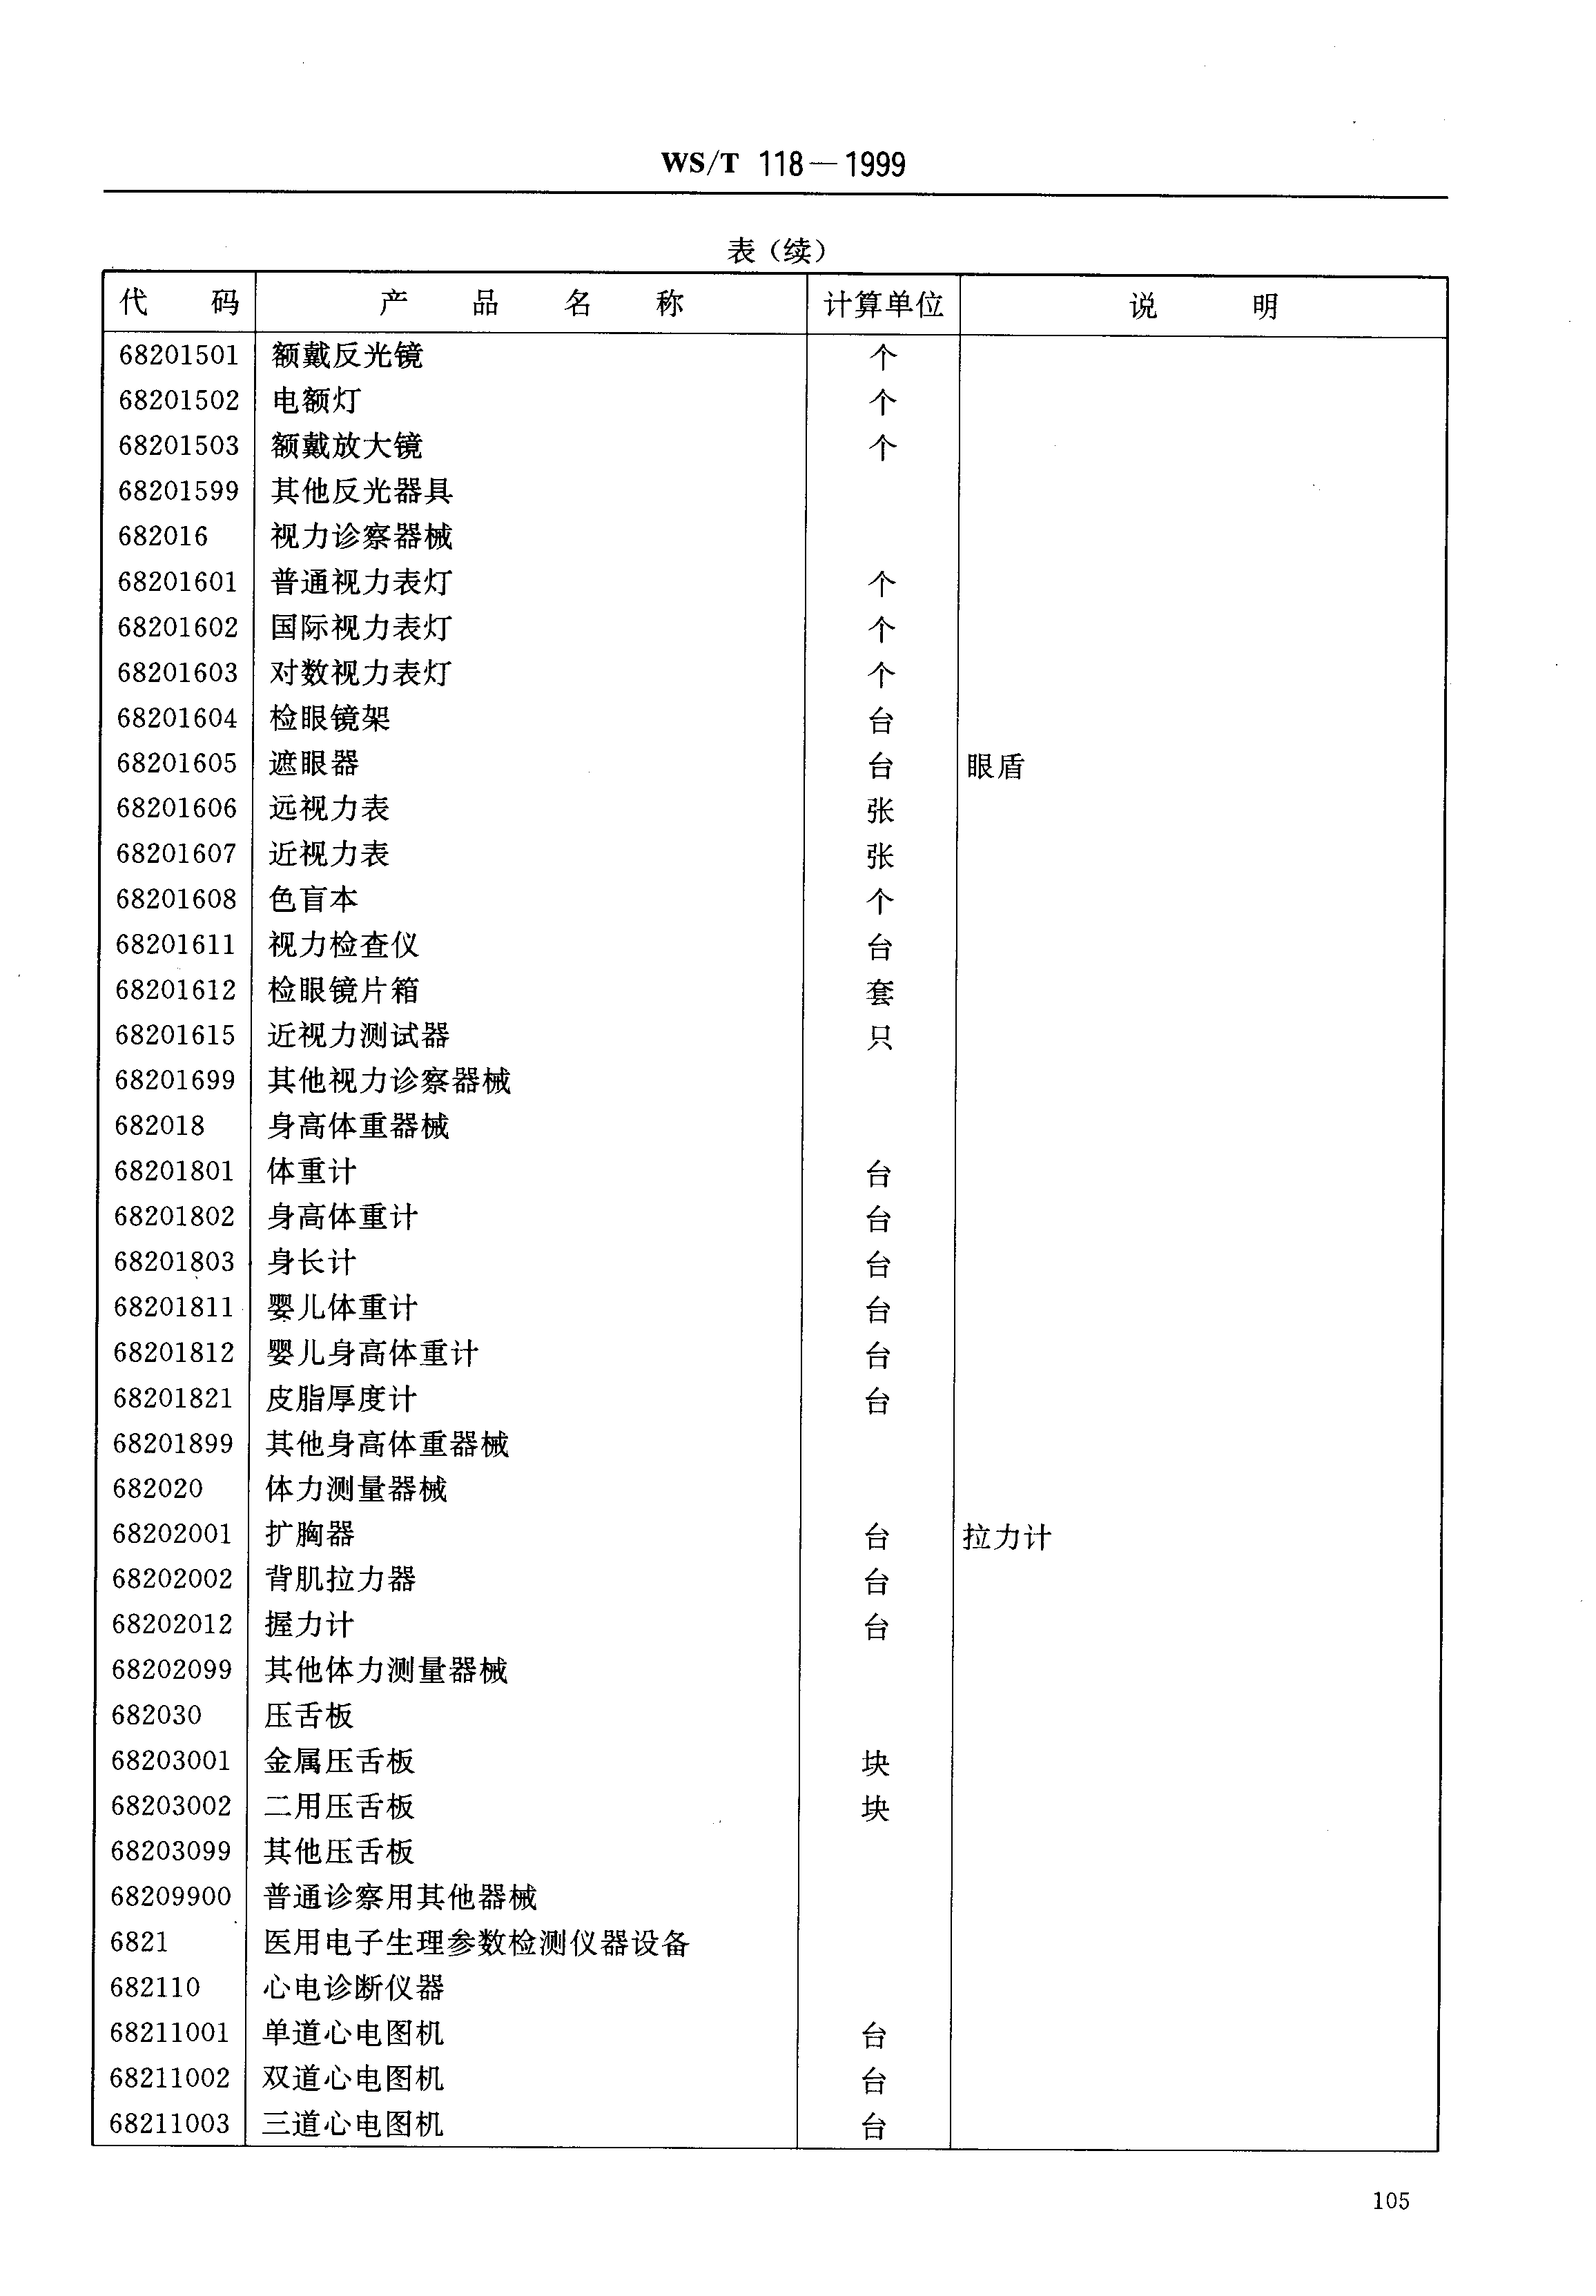 WS/T 118—1999
表（续）
代 码 产 品 名 称 计算单位 说 明
68201501 额戴反光镜 个
68201502 电额灯 个
68201503 额戴放大镜 个
68201599 其他反光器具
682016 视力诊察器械
68201601 普通视力表灯 个
68201602 国际视力表灯 个
68201603 对数视力表灯 个
68201604 检眼镜架 台
68201605 遮眼器 台 眼盾
68201606 远视力表 张
68201607 近视力表 张
68201608 色盲本 个
68201611 视力检查仪 台
68201612 检眼镜片箱 套
68201615 近视力测试器 只
68201699 其他视力诊察器械
682018 身高体重器械
68201801 体重计 台
68201802 身高体重计 台
68201803 身长计 台
68201811 婴儿体重计 台
68201812 婴儿身高体重计 台
68201821 皮脂厚度计 台
68201899 其他身高体重器械
682020 体力测量器械
68202001 扩胸器 台 拉力计
68202002 背肌拉力器 台
68202012 握力计 台
68202099 其他体力测量器械
682030 压舌板
68203001 金属压舌板 块
68203002 二用压舌板 块
68203099 其他压舌板
68209900 普通诊察用其他器械
6821 医用电子生理参数检测仪器设备
682110 心电诊断仪器
68211001 单道心电图机 台
68211002 双道心电图机 台
68211003 三道心电图机 台
105